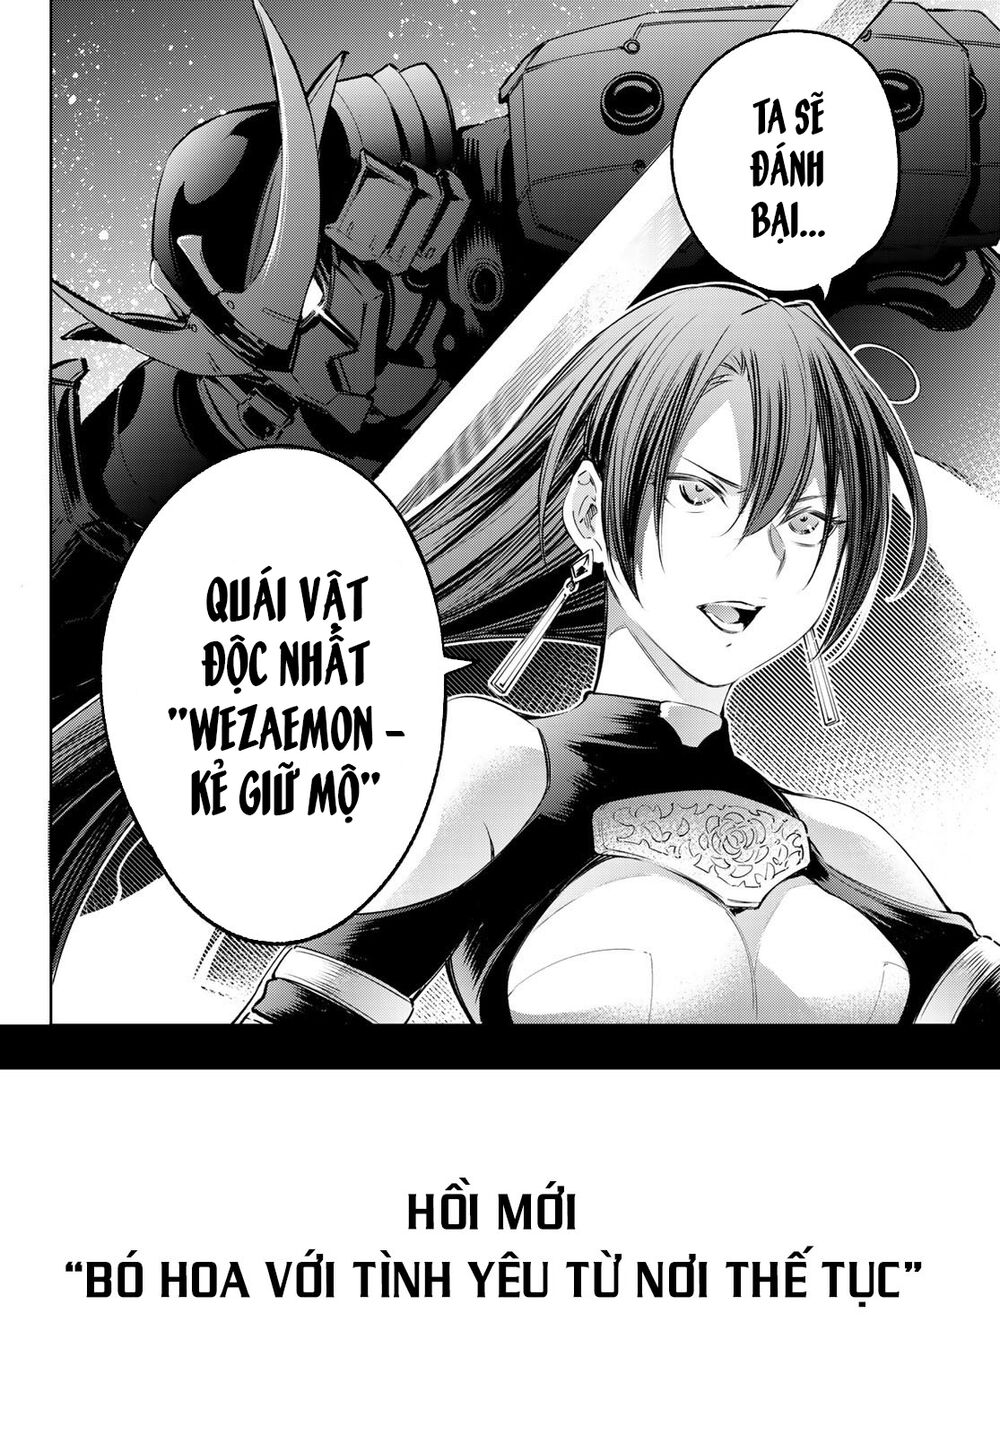 TA SẼ
ĐÁNH
BẠI...
QUÁI VẬT
ĐỘC NHẤT
"WEZAEMON -
KẺ GIỮ MỘ"
HỒI MỚI
“BÓ HOA VỚI TÌNH YÊU TỪ NƠI THẾ TỤC”